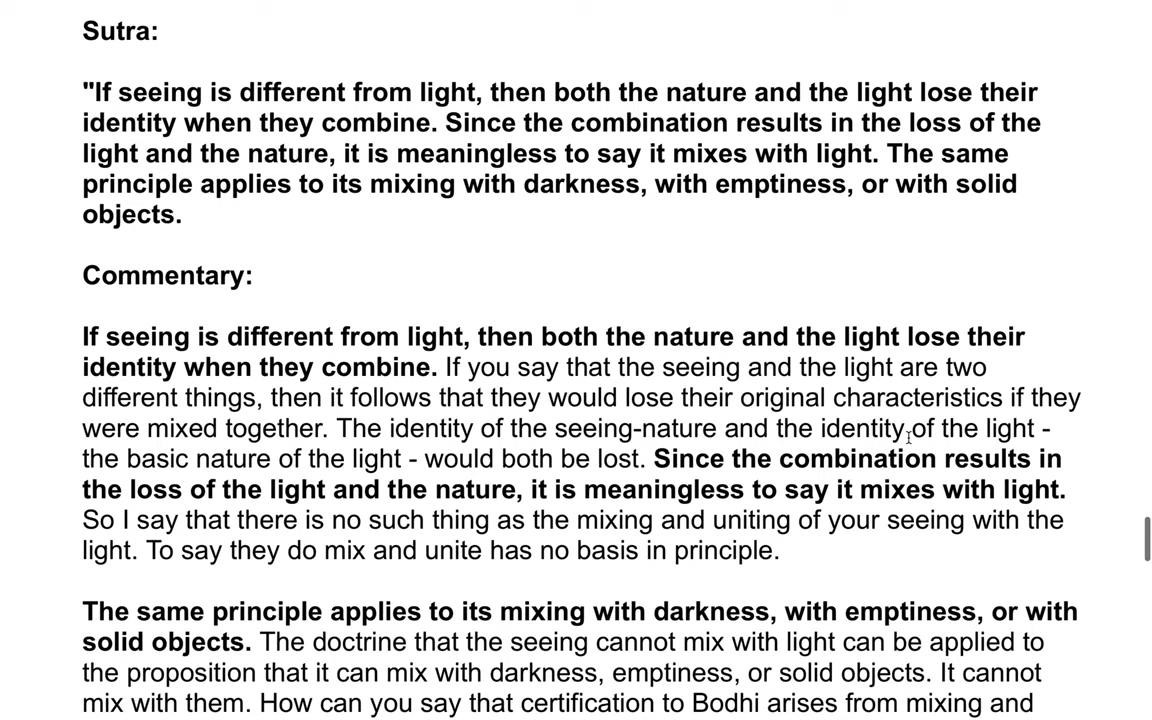 Sutra:
"If seeing is different from light, then both the nature and the light lose their
identity when they combine. Since the combination results in the loss of the
light and the nature, it is meaningless to say it mixes with light. The same
principle applies to its mixing with darkness, with emptiness, or with solid
objects.
Commentary:
If seeing is different from light, then both the nature and the light lose their
identity when they combine. If you say that the seeing and the light are two
different things, then it follows that they would lose their original characteristics if they
were mixed together. The identity of the seeing-nature and the identity of the light -
the basic nature of the light - would both be lost. Since the combination results in
the loss of the light and the nature, it is meaningless to say it mixes with light.
So I say that there is no such thing as the mixing and uniting of your seeing with the
light. To say they do mix and unite has no basis in principle.
The same principle applies to its mixing with darkness, with emptiness, or with
solid objects. The doctrine that the seeing cannot mix with light can be applied to
the proposition that it can mix with darkness, emptiness, or solid objects. It cannot
mix with them. How can you say that certification to Bodhi arises from mixing and